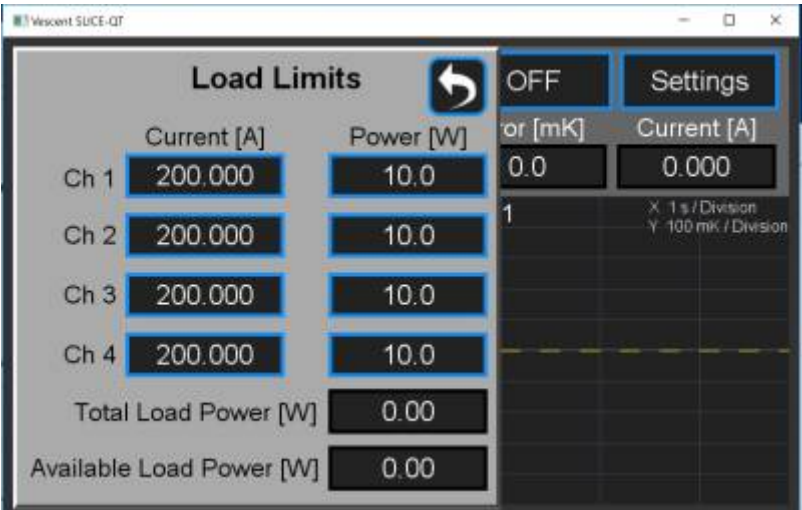 Vescent SLICE-QT
Load Limits
OFF
Settings
Current [A]
Power [W]
ror [mK]
Current [A]
Ch 1
200.000
10.0
0.0
0.000
1
X 1 s / Division
Y 100 mK / Division
Ch 2
200.000
10.0
Ch 3
200.000
10.0
Ch 4
200.000
10.0
Total Load Power [W]
0.00
Available Load Power [W]
0.00